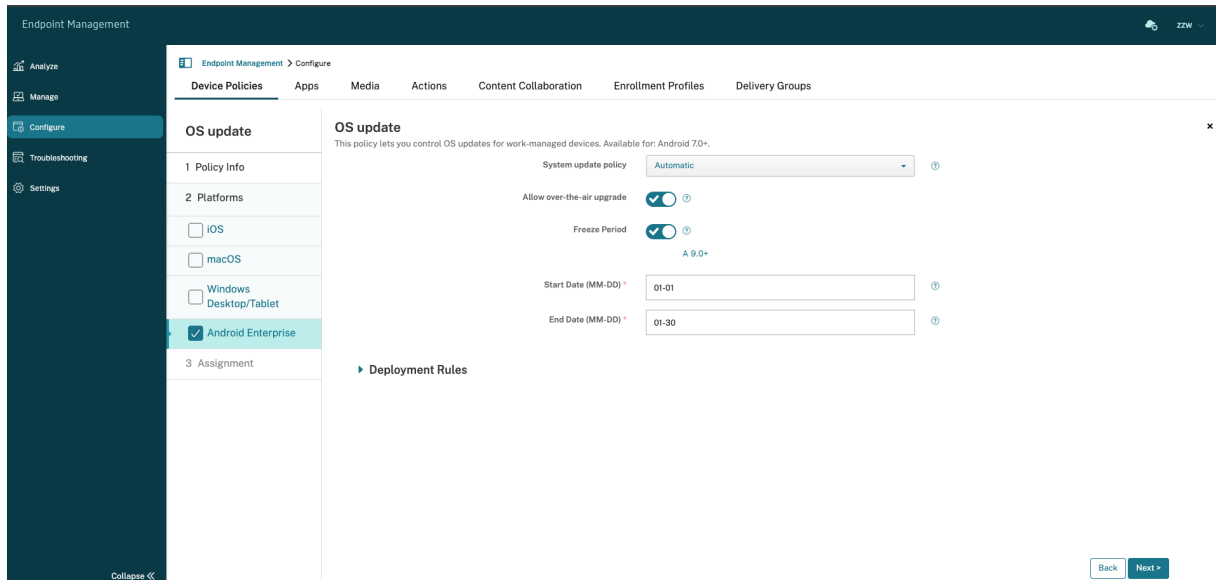 Endpoint Management
zzw
Analyze
Manage
Configure
Troubleshooting
Settings
Collapse
Endpoint Management > Configure
Device Policies Apps Media Actions Content Collaboration Enrollment Profiles Delivery Groups
OS update
1 Policy Info
2 Platforms
iOS
macOS
Windows
Desktop/Tablet
Android Enterprise
3 Assignment
OS update
This policy lets you control OS updates for work-managed devices. Available for: Android 7.0+.
System update policy Automatic
Allow over-the-air upgrade
Freeze Period
A 9.0+
Start Date (MM-DD) * 01-01
End Date (MM-DD) * 01-30
Deployment Rules
Back Next >